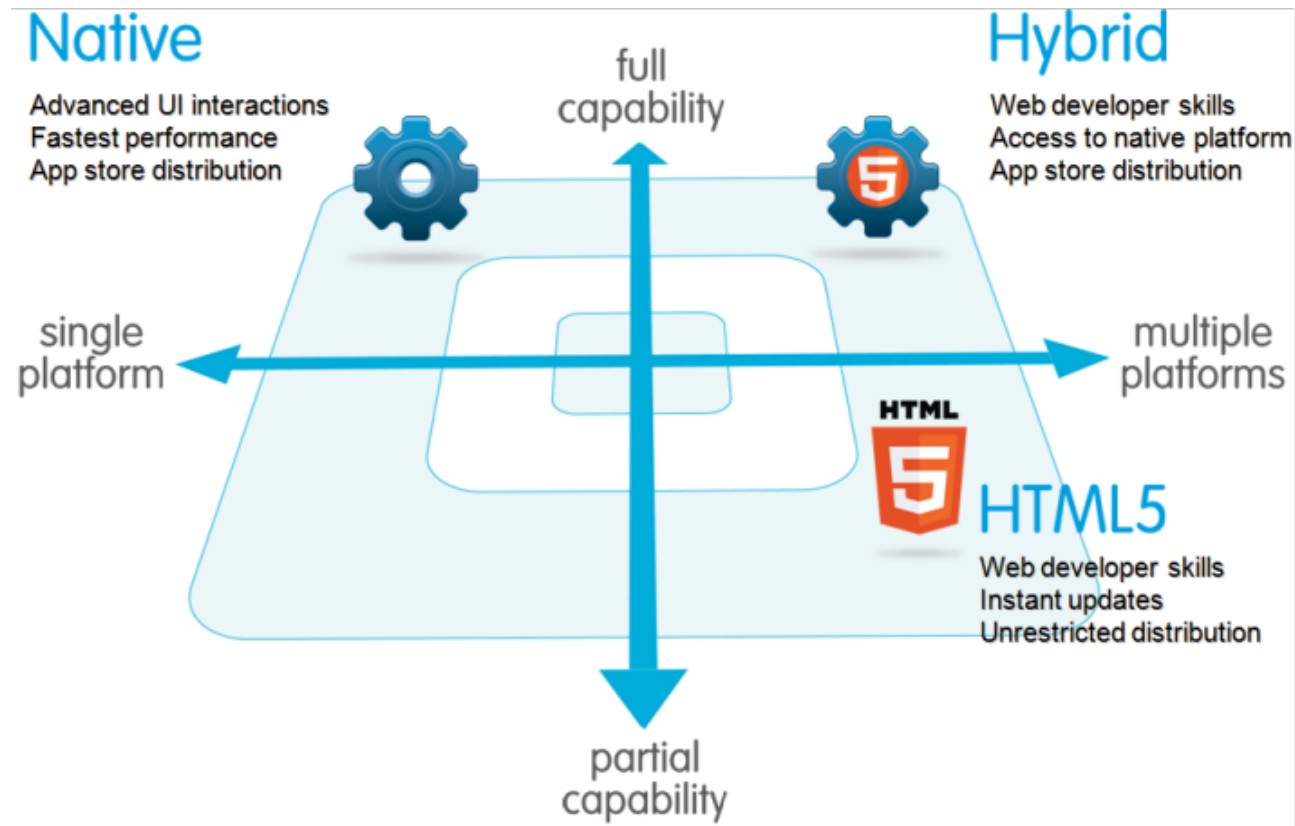 Native
Advanced UI interactions
Fastest performance
App store distribution
full
capability
Hybrid
Web developer skills
Access to native platform
App store distribution
5
single
platform
multiple
platforms
HTML
5
HTML5
Web developer skills
Instant updates
Unrestricted distribution
partial
capability